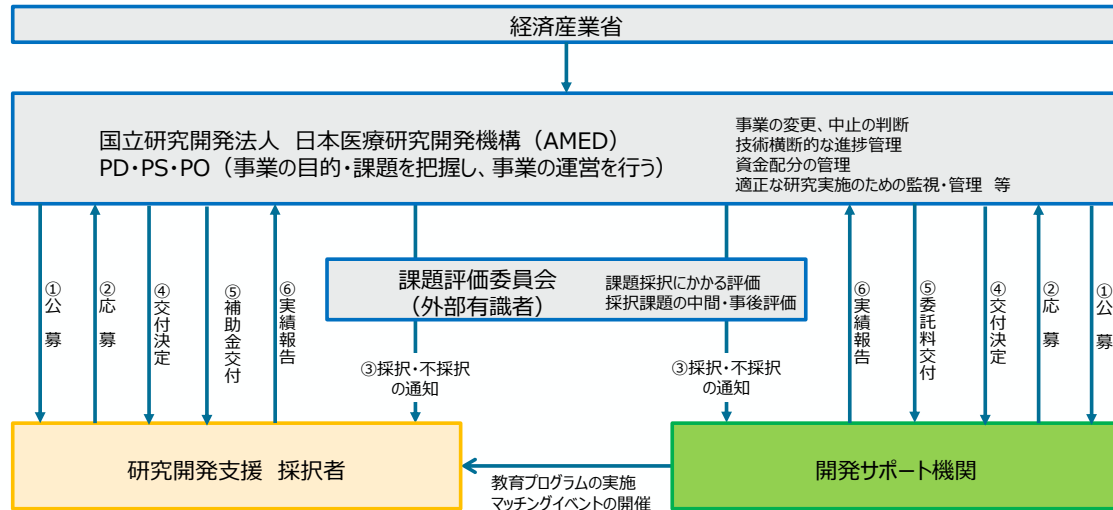 経済産業省
国立研究開発法人 日本医療研究開発機構（AMED）
PD・PS・PO（事業の目的・課題を把握し、事業の運営を行う）
事業の変更、中止の判断
技術横断的な進捗管理
資金配分の管理
適正な研究実施のための監視・管理 等
①公 募
②応 募
④交付決定
⑤補助金交付
⑥実績報告
課題評価委員会
（外部有識者）
課題採択にかかる評価
採択課題の中間・事後評価
③採択・不採択
の通知
③採択・不採択
の通知
⑥実績報告
⑤委託料交付
④交付決定
②応 募
①公 募
研究開発支援 採択者
教育プログラムの実施
マッチングイベントの開催
開発サポート機関